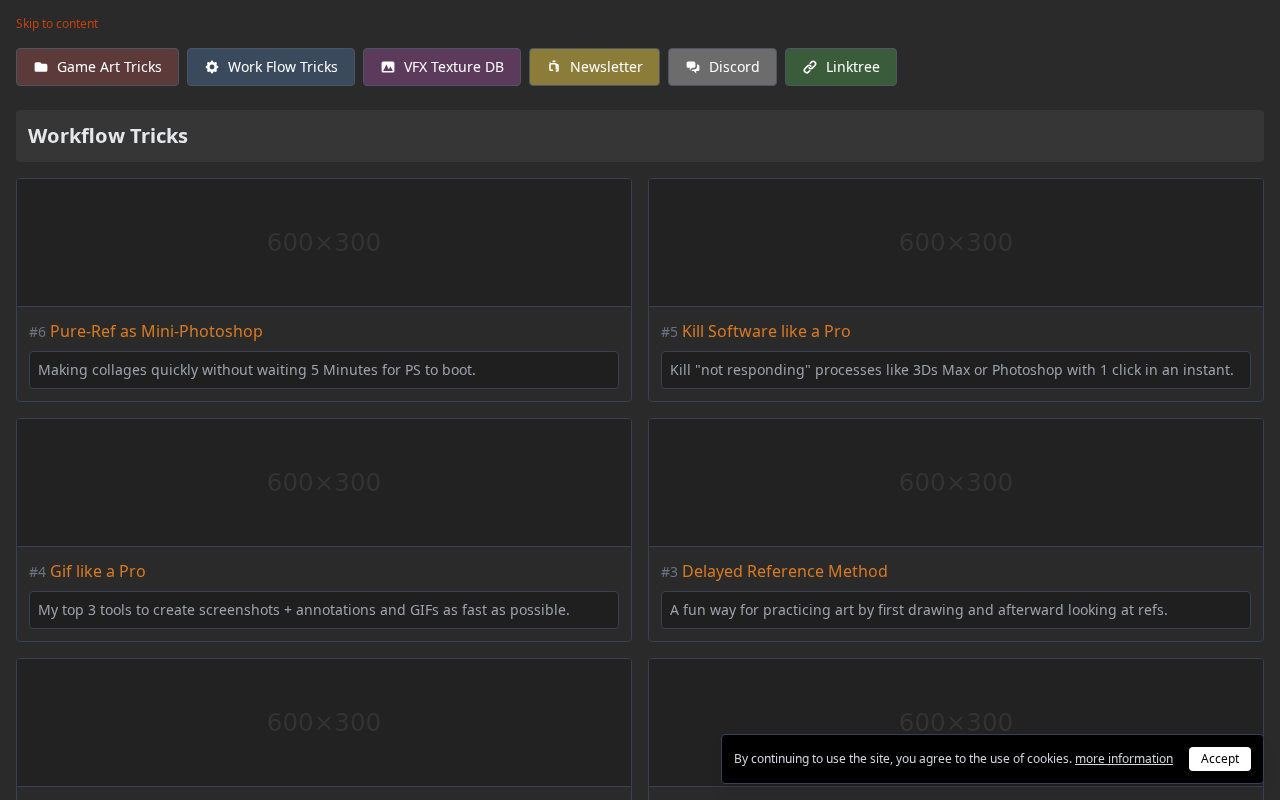 Skip to content
Game Art Tricks
Work Flow Tricks
VFX Texture DB
Newsletter
Discord
Linktree
Workflow Tricks
600×300
600×300
#6 Pure-Ref as Mini-Photoshop
Making collages quickly without waiting 5 Minutes for PS to boot.
#5 Kill Software like a Pro
Kill "not responding" processes like 3Ds Max or Photoshop with 1 click in an instant.
600×300
600×300
#4 Gif like a Pro
My top 3 tools to create screenshots + annotations and GIFs as fast as possible.
#3 Delayed Reference Method
A fun way for practicing art by first drawing and afterward looking at refs.
600×300
600×300
By continuing to use the site, you agree to the use of cookies. more information
Accept